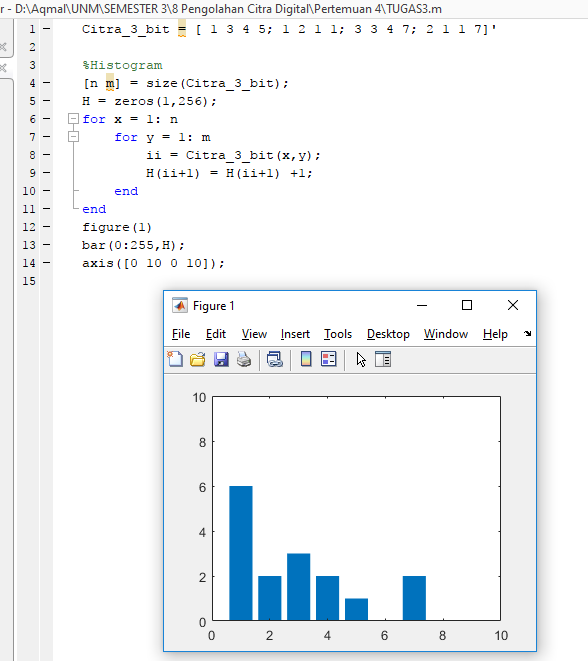 r - D:\Aqmal\UNM\SEMESTER 3\8 Pengolahan Citra Digital\Pertemuan 4\TUGAS3.m
1 – Citra_3_bit = [ 1 3 4 5; 1 2 1 1; 3 3 4 7; 2 1 1 7]'
2
3 %Histogram
4 – [n m] = size(Citra_3_bit);
5 – H = zeros(1,256);
6 – for x = 1: n
7 – for y = 1: m
8 – ii = Citra_3_bit(x,y);
9 – H(ii+1) = H(ii+1) +1;
10 – end
11 – end
12 – figure(1)
13 – bar(0:255,H);
14 – axis([0 10 0 10]);
15
Figure 1
File Edit View Insert Tools Desktop Window Help
10
8
6
4
2
0
0 2 4 6 8 10